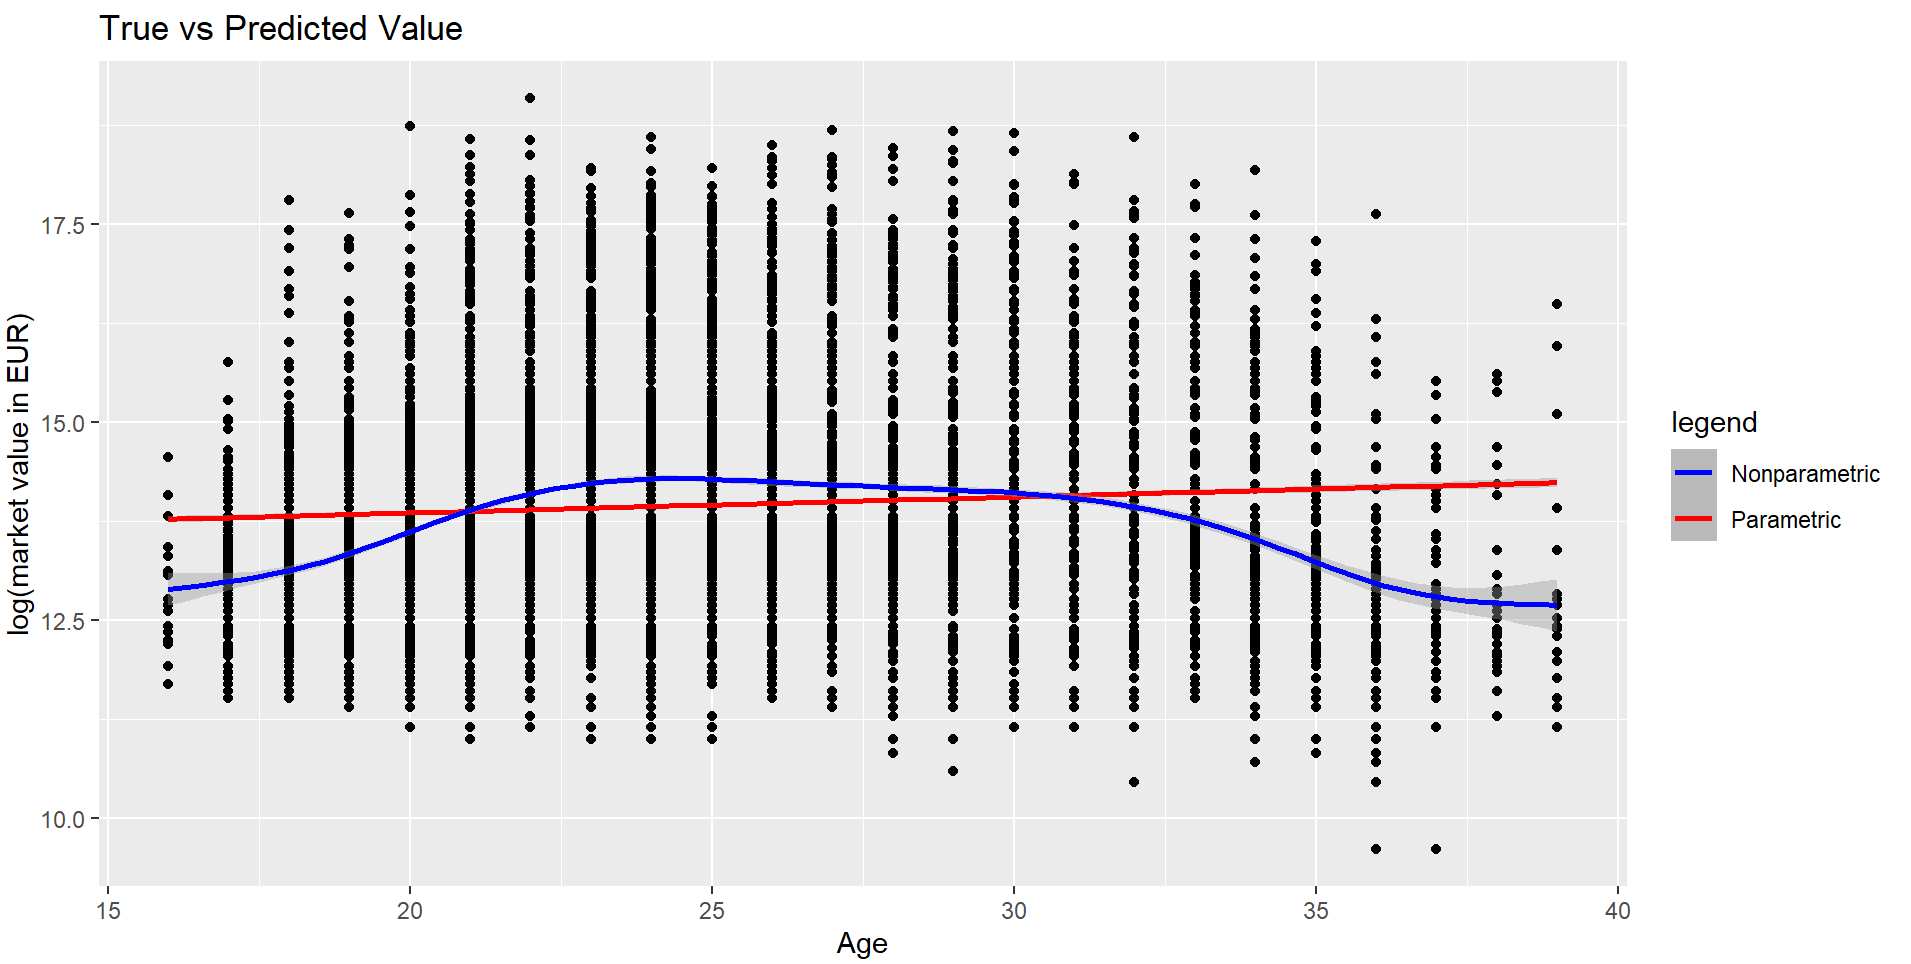 True vs Predicted Value
log(market value in EUR)
17.5
15.0
12.5
10.0
15 20 25 30 35 40
Age
legend
Nonparametric
Parametric